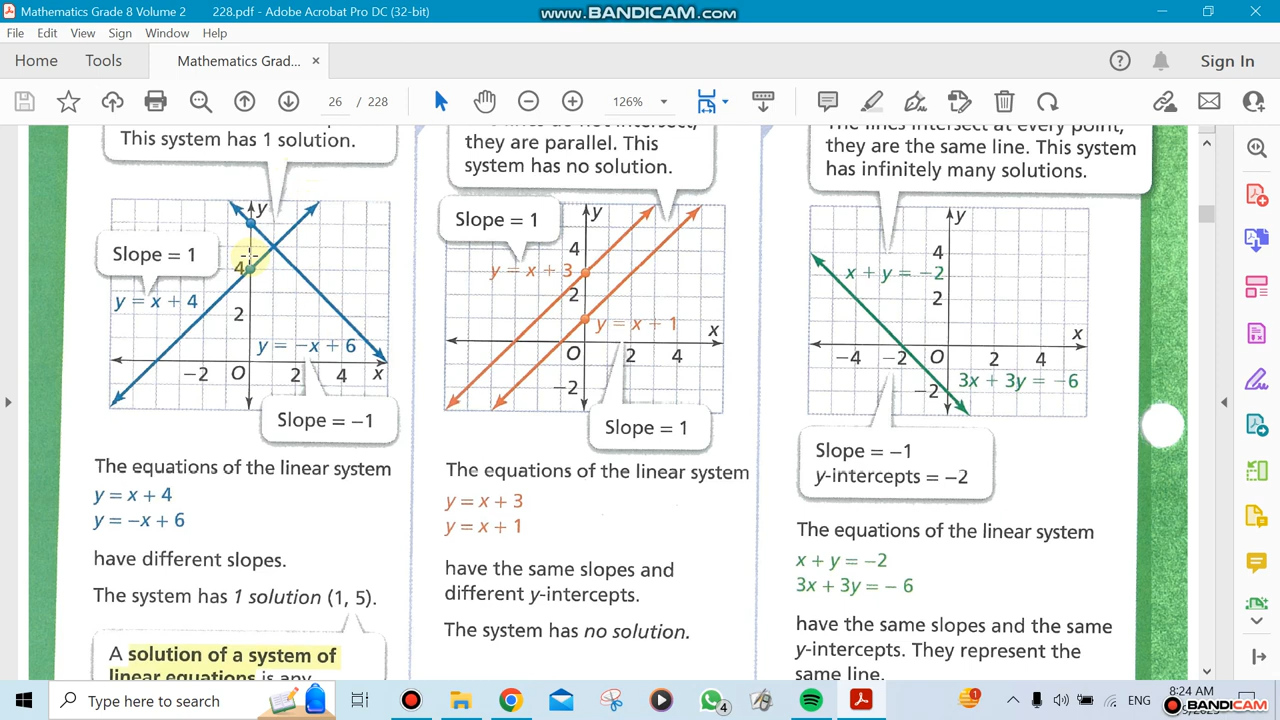 Mathematics Grade 8 Volume 2 228.pdf - Adobe Acrobat Pro DC (32-bit)
www.BANDICAM.com
File Edit View Sign Window Help
Home Tools Mathematics Grad... × Sign In
26 / 228 126%
This system has 1 solution.
Slope = 1
y = x + 4
y
4
2
y = −x + 6
−2 O 2 4 x
Slope = −1
The equations of the linear system
y = x + 4
y = −x + 6
have different slopes.
The system has 1 solution (1, 5).
A solution of a system of
linear equations is any
they are parallel. This
system has no solution.
Slope = 1
y
4
y = x + 3
2
y = x + 1
x
O 2 4
−2
Slope = 1
The equations of the linear system
y = x + 3
y = x + 1
have the same slopes and
different y-intercepts.
The system has no solution.
The lines intersect at every point,
they are the same line. This system
has infinitely many solutions.
y
4
x + y = −2
2
x
−4 −2 O 2 4
3x + 3y = −6
−2
Slope = −1
y-intercepts = −2
The equations of the linear system
x + y = −2
3x + 3y = − 6
have the same slopes and the same
y-intercepts. They represent the
same line.
Type here to search
4
1
ENG
8:24 AM
BANDICAM